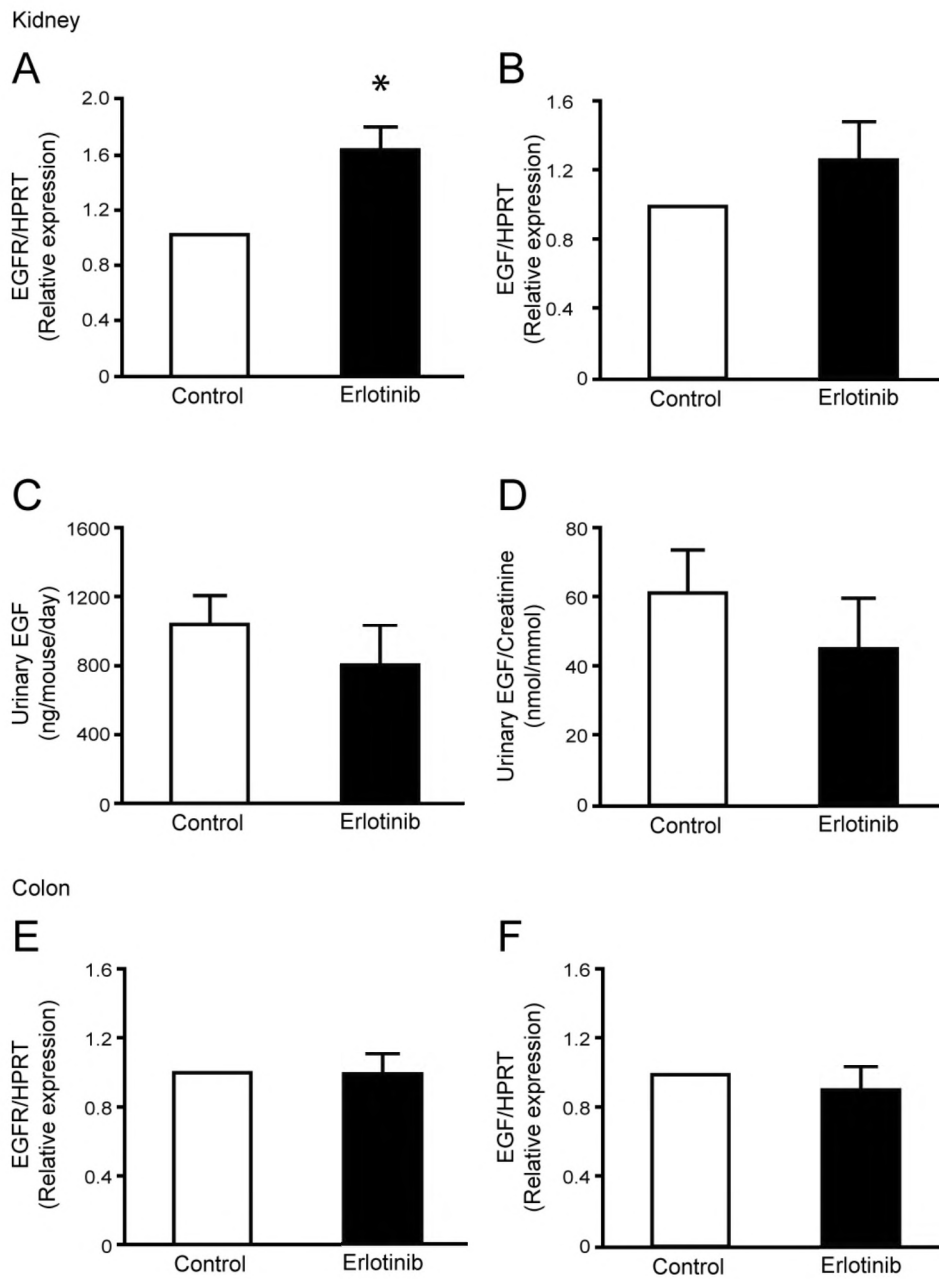 Kidney
A
EGFR/HPRT
(Relative expression)
2.0
1.6
1.2
0.8
0.4
0
*
Control
Erlotinib
B
EGF/HPRT
(Relative expression)
1.6
1.2
0.8
0.4
0
Control
Erlotinib
C
Urinary EGF
(ng/mouse/day)
1600
1200
800
400
0
Control
Erlotinib
D
Urinary EGF/Creatinine
(nmol/mmol)
80
60
40
20
0
Control
Erlotinib
Colon
E
EGFR/HPRT
(Relative expression)
1.6
1.2
0.8
0.4
0
Control
Erlotinib
F
EGF/HPRT
(Relative expression)
1.6
1.2
0.8
0.4
0
Control
Erlotinib